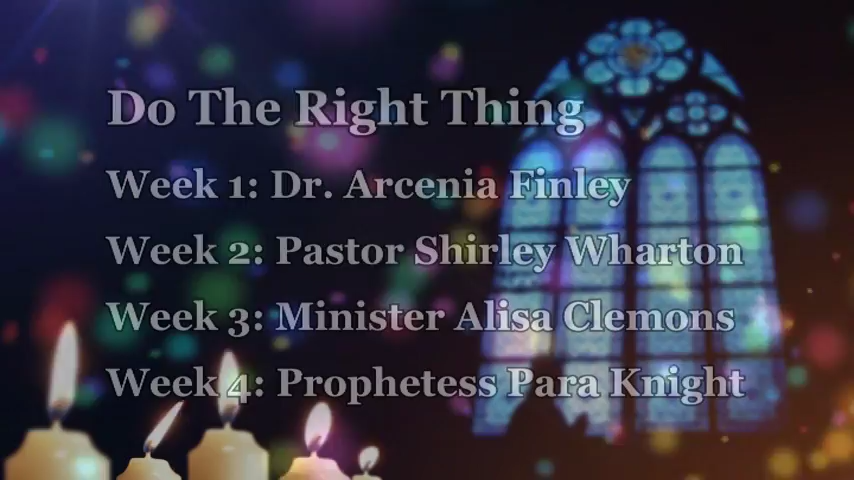 Do The Right Thing
Week 1: Dr. Arcenia Finley
Week 2: Pastor Shirley Wharton
Week 3: Minister Alisa Clemons
Week 4: Prophetess Para Knight